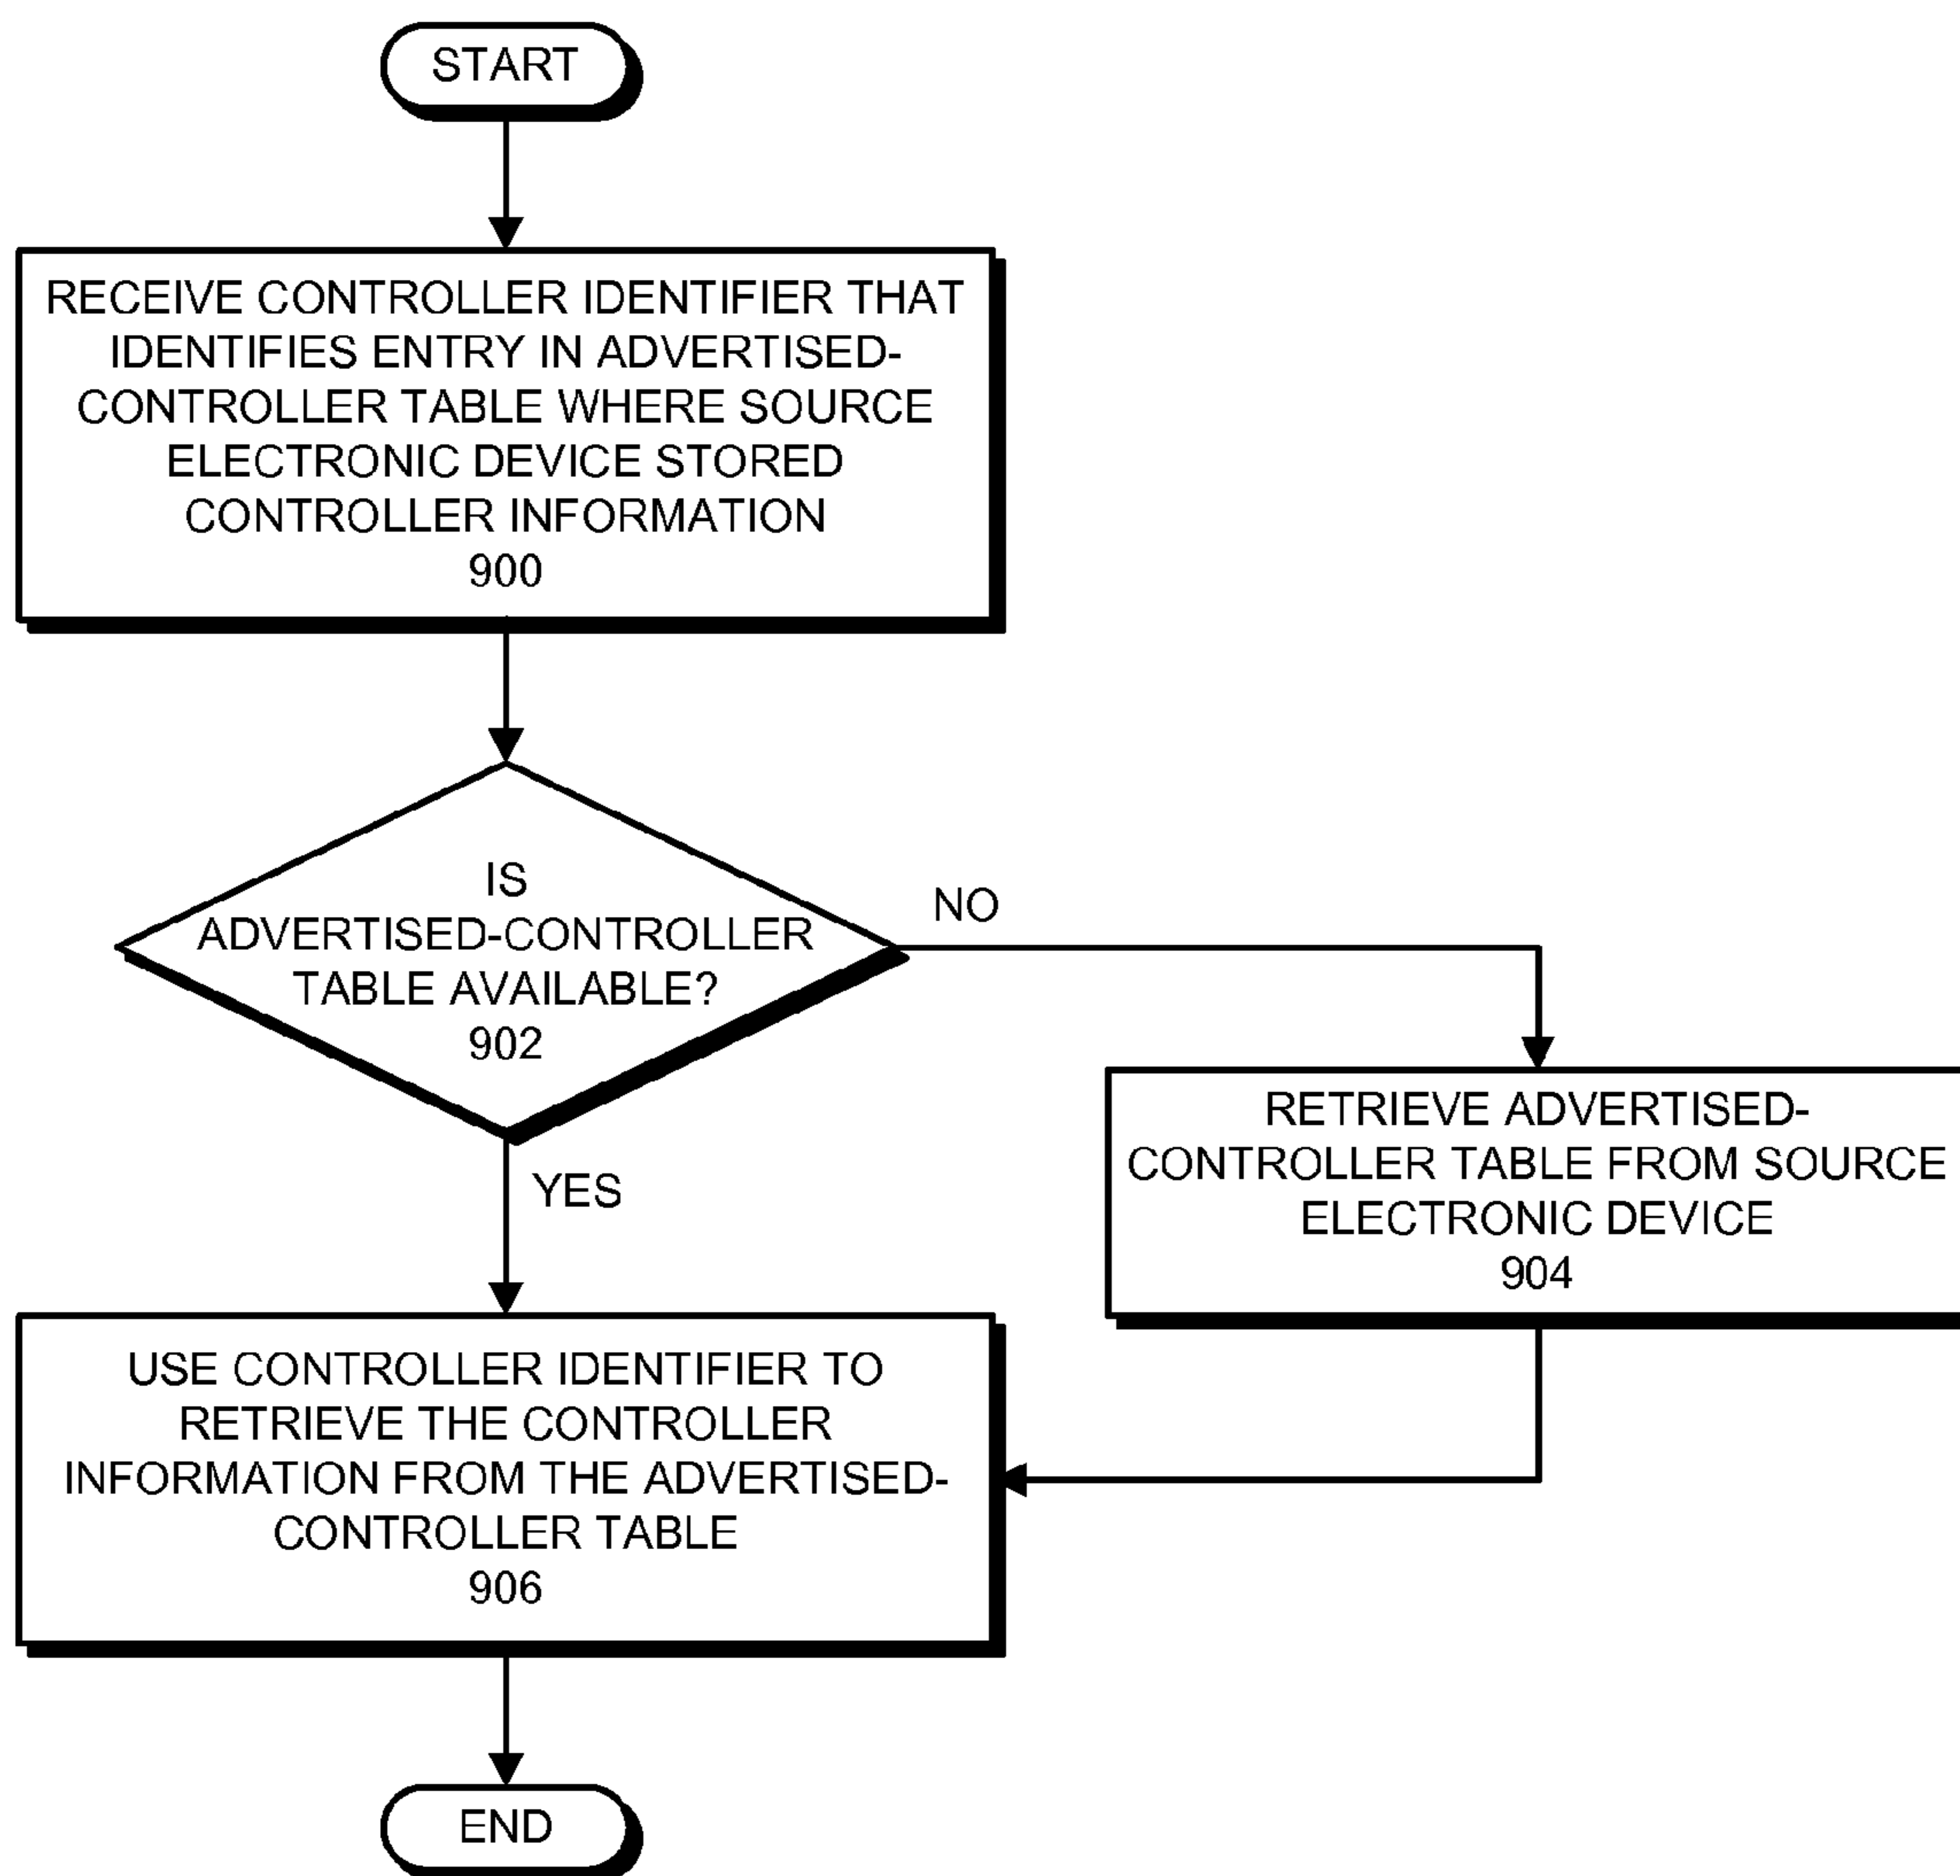 START
RECEIVE CONTROLLER IDENTIFIER THAT
IDENTIFIES ENTRY IN ADVERTISED-
CONTROLLER TABLE WHERE SOURCE
ELECTRONIC DEVICE STORED
CONTROLLER INFORMATION
900
IS
ADVERTISED-CONTROLLER
TABLE AVAILABLE?
902
NO
YES
RETRIEVE ADVERTISED-
CONTROLLER TABLE FROM SOURCE
ELECTRONIC DEVICE
904
USE CONTROLLER IDENTIFIER TO
RETRIEVE THE CONTROLLER
INFORMATION FROM THE ADVERTISED-
CONTROLLER TABLE
906
END